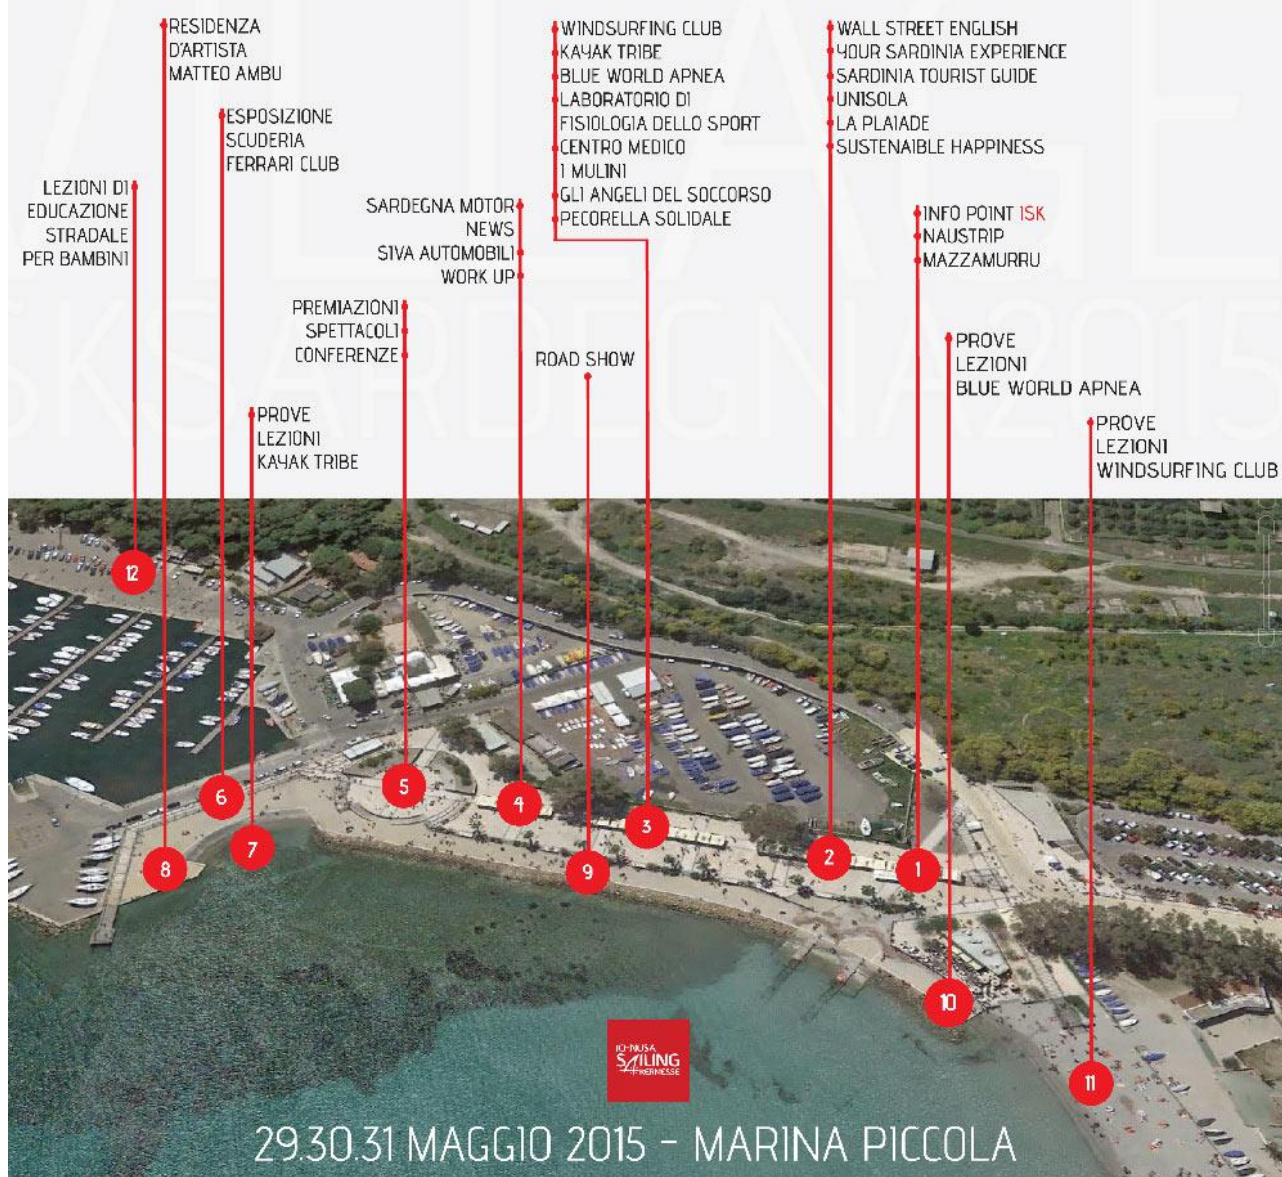 RESIDENZA
D'ARTISTA
MATTEO AMBU
ESPOSIZIONE
SCUDERIA
FERRARI CLUB
LEZIONI DI
EDUCAZIONE
STRADALE
PER BAMBINI
PROVE
LEZIONI
KAYAK TRIBE
PREMIAZIONI
SPETTACOLI
CONFERENZE
SARDEGNA MOTOR
NEWS
SIVA AUTOMOBILI
WORK UP
WINDSURFING CLUB
KAYAK TRIBE
BLUE WORLD APNEA
LABORATORIO DI
FISIOLOGIA DELLO SPORT
CENTRO MEDICO
I MULINI
GLI ANGELI DEL SOCCORSO
PECORELLA SOLIDALE
ROAD SHOW
WALL STREET ENGLISH
YOUR SARDINIA EXPERIENCE
SARDINIA TOURIST GUIDE
UNISOLA
LA PLAIADE
SUSTENAIBLE HAPPINESS
INFO POINT ISK
NAUSTRIP
MAZZAMURRU
PROVE
LEZIONI
BLUE WORLD APNEA
PROVE
LEZIONI
WINDSURFING CLUB
VILLAGE
ISKSARDEGNA2015
12
6
5
4
3
7
8
9
2
1
10
11
ICHNUSA
SAILING
KERMESSE
29.30.31 MAGGIO 2015 – MARINA PICCOLA